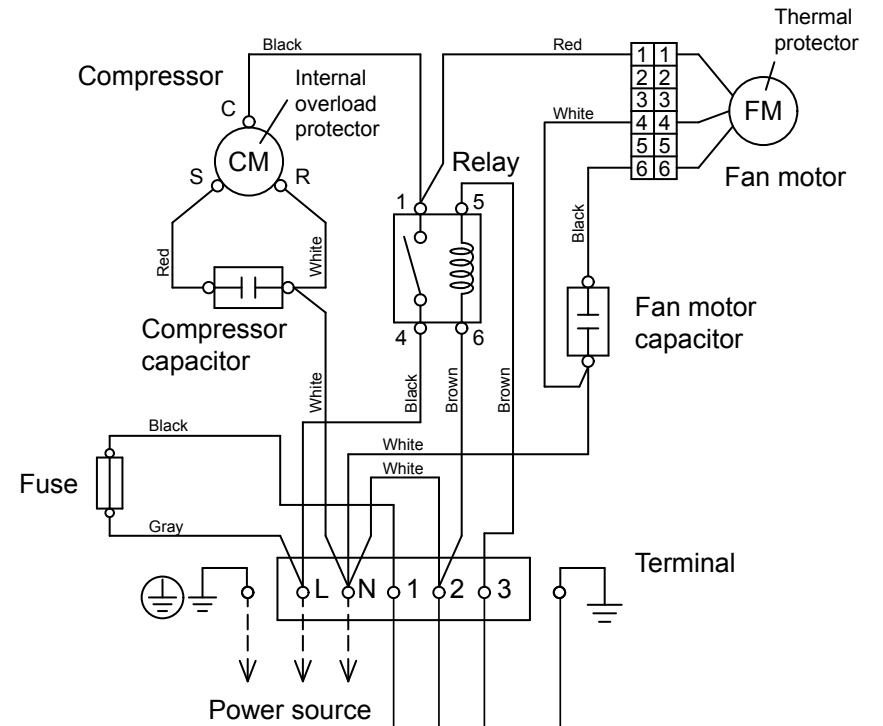 Thermal
protector
Black
Red
Compressor
Internal
overload
protector
1 1
2 2
3 3
4 4
5 5
6 6
C
White
FM
CM
Relay
S
R
Fan motor
1
5
Black
Red
White
Fan motor
capacitor
Compressor
capacitor
4
6
White
Black
Brown
Brown
Black
White
White
Fuse
Gray
Terminal
L
N
1
2
3
Power source